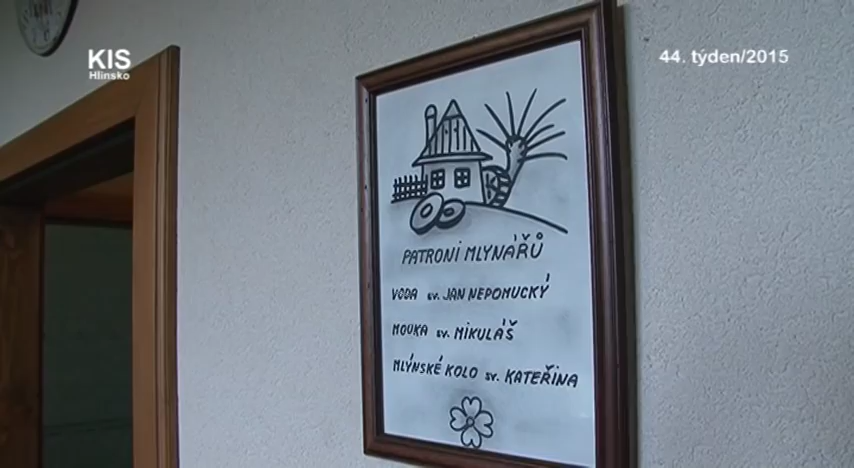 KIS
Hlinsko
44. týden/2015
PATRONI MLYNÁŘŮ
VODA sv. JAN NEPOMUCKÝ
MOUKA sv. MIKULÁŠ
MLÝNSKÉ KOLO sv. KATEŘINA